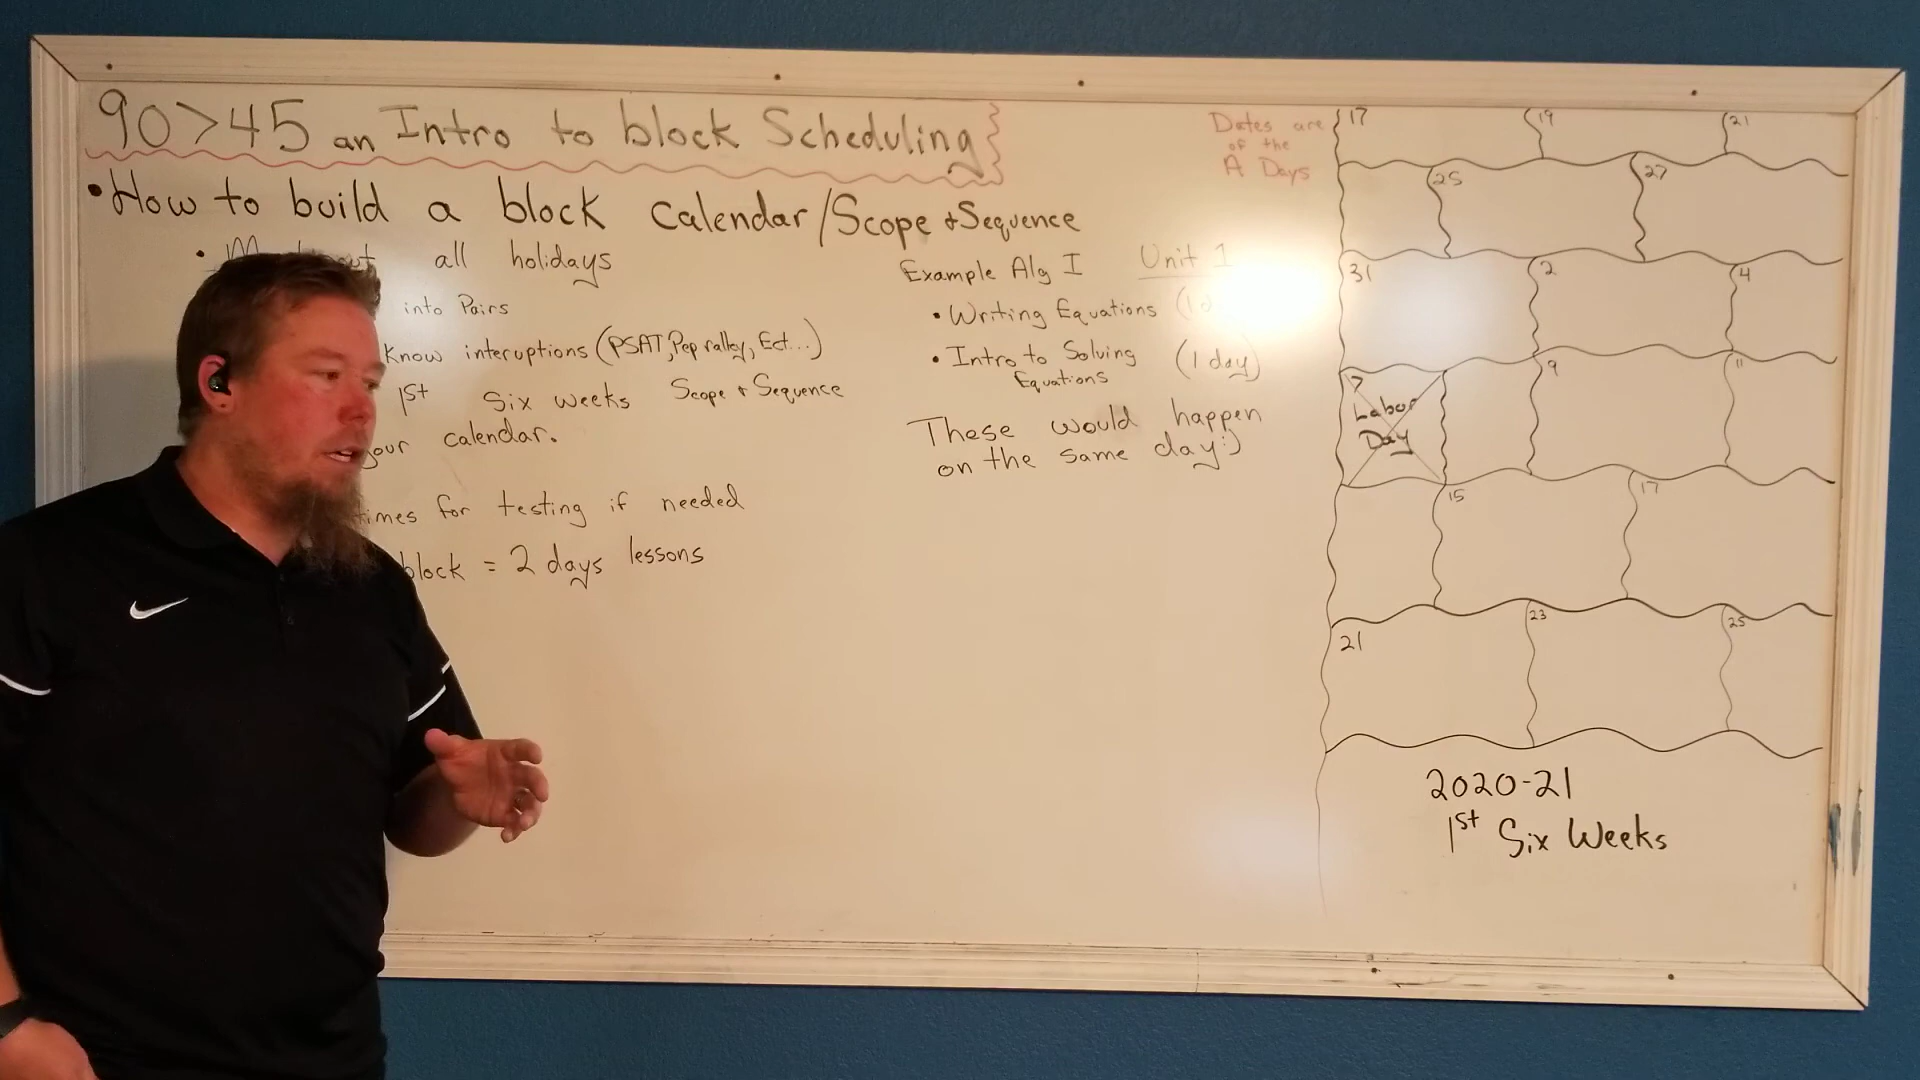 90>45 an Intro to block Scheduling
• How to build a block Calendar/Scope + Sequence
• all holidays
into Pairs
Know interuptions (PSAT, Pep ralley, Ect...)
1st Six weeks Scope + Sequence
your calendar.
times for testing if needed
block = 2 days lessons
Example Alg I Unit 1
• Writing Equations
• Intro to Solving (1 day)
Equations
These would happen
on the same day :)
Dates are
of the
A Days
17 19 21
25 27
31 2 4
7 9 11
Labor
Day
15 17
21 23 25
2020-21
1st Six Weeks